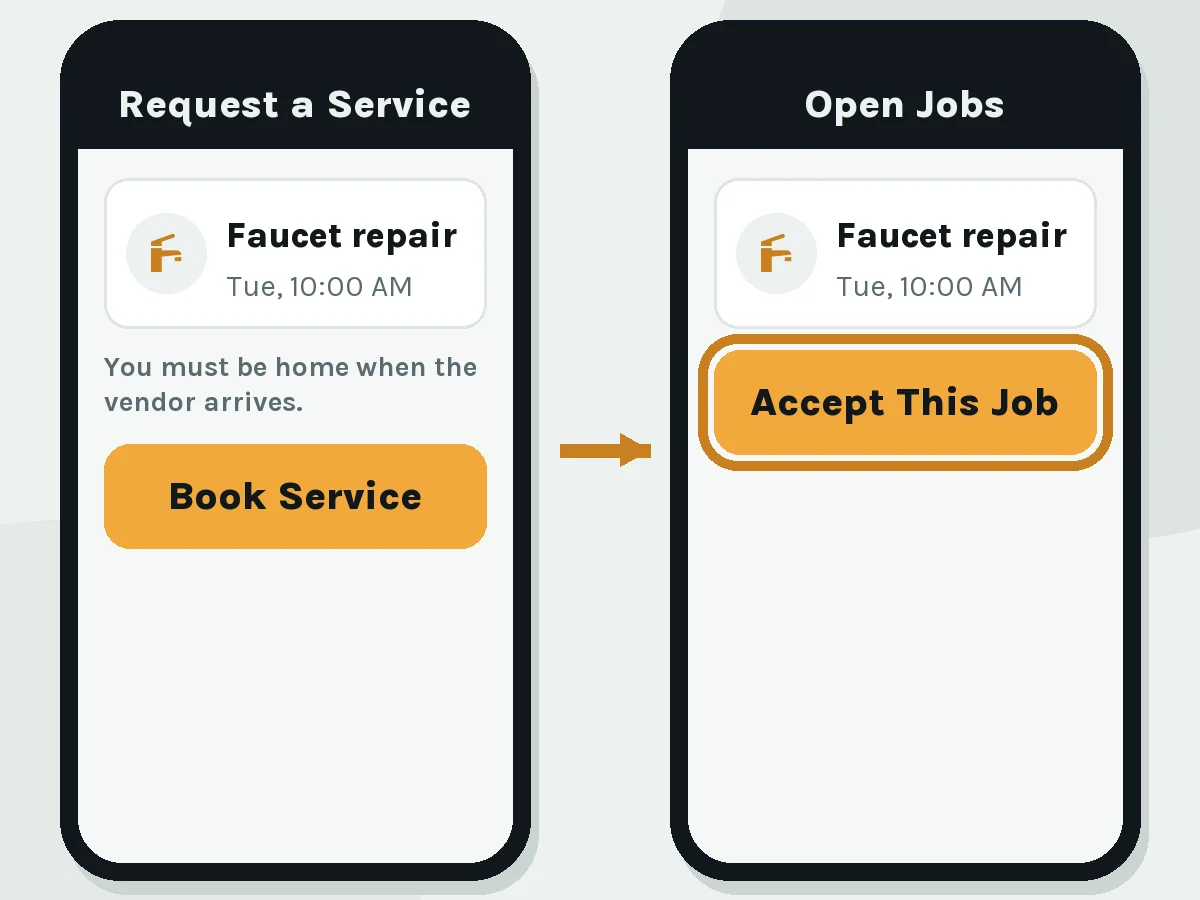 Request a Service
Faucet repair
Tue, 10:00 AM
You must be home when the
vendor arrives.
Book Service
Open Jobs
Faucet repair
Tue, 10:00 AM
Accept This Job